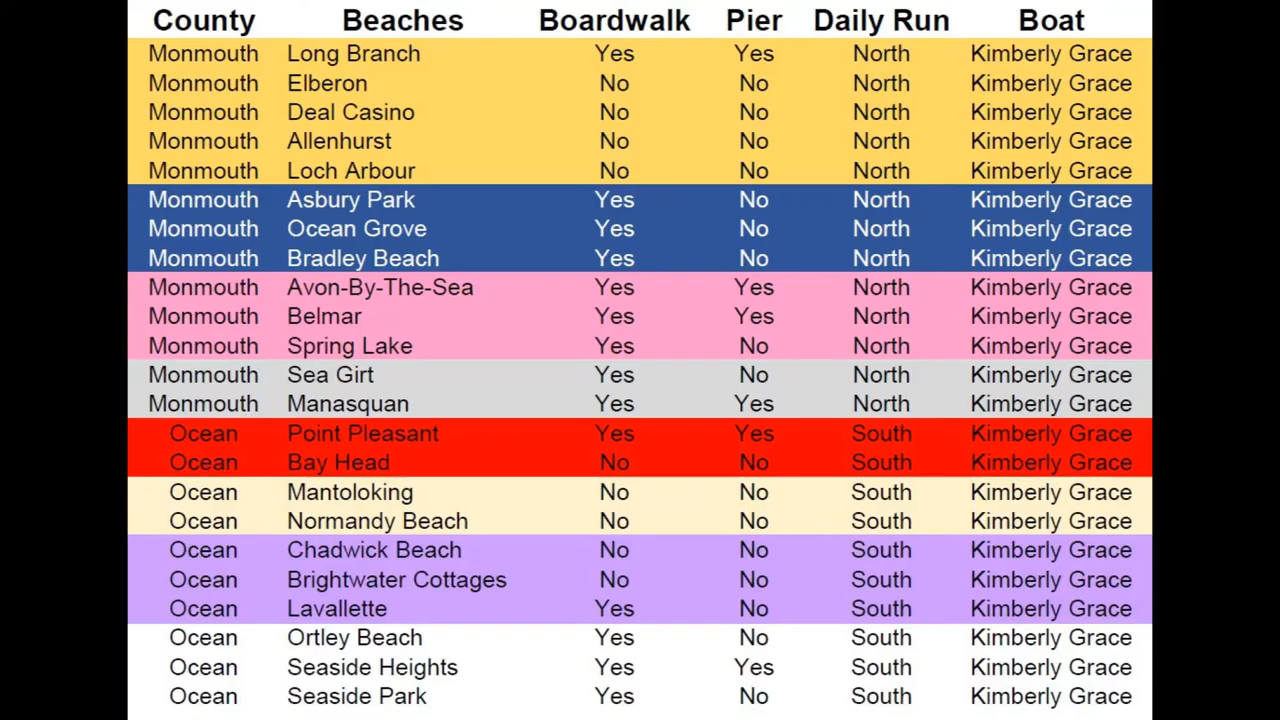 County Beaches Boardwalk Pier Daily Run Boat
Monmouth Long Branch Yes Yes North Kimberly Grace
Monmouth Elberon No No North Kimberly Grace
Monmouth Deal Casino No No North Kimberly Grace
Monmouth Allenhurst No No North Kimberly Grace
Monmouth Loch Arbour No No North Kimberly Grace
Monmouth Asbury Park Yes No North Kimberly Grace
Monmouth Ocean Grove Yes No North Kimberly Grace
Monmouth Bradley Beach Yes No North Kimberly Grace
Monmouth Avon-By-The-Sea Yes Yes North Kimberly Grace
Monmouth Belmar Yes Yes North Kimberly Grace
Monmouth Spring Lake Yes No North Kimberly Grace
Monmouth Sea Girt Yes No North Kimberly Grace
Monmouth Manasquan Yes Yes North Kimberly Grace
Ocean Point Pleasant Yes Yes South Kimberly Grace
Ocean Bay Head No No South Kimberly Grace
Ocean Mantoloking No No South Kimberly Grace
Ocean Normandy Beach No No South Kimberly Grace
Ocean Chadwick Beach No No South Kimberly Grace
Ocean Brightwater Cottages No No South Kimberly Grace
Ocean Lavallette Yes No South Kimberly Grace
Ocean Ortley Beach Yes No South Kimberly Grace
Ocean Seaside Heights Yes Yes South Kimberly Grace
Ocean Seaside Park Yes No South Kimberly Grace